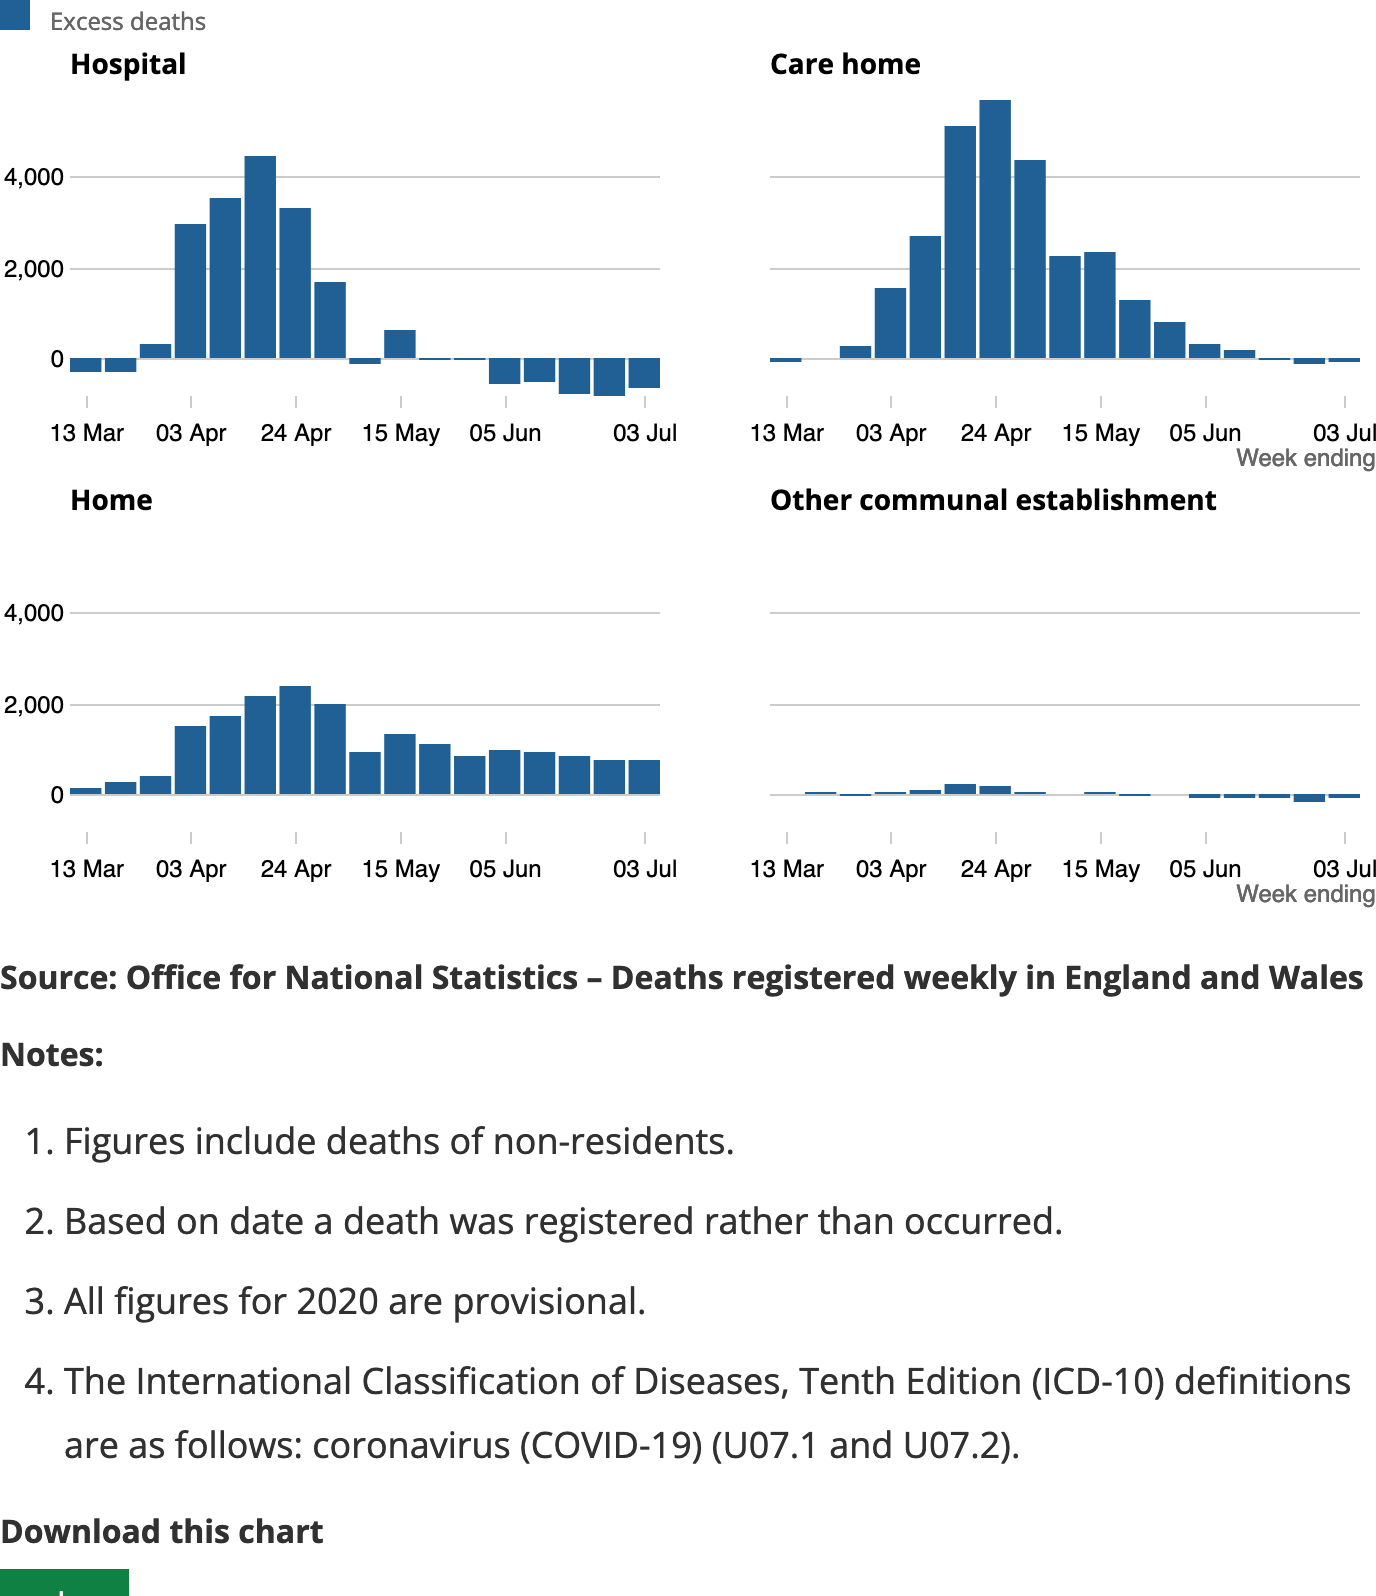 Excess deaths
Hospital
4,000
2,000
0
13 Mar 03 Apr 24 Apr 15 May 05 Jun 03 Jul
Care home
13 Mar 03 Apr 24 Apr 15 May 05 Jun 03 Jul
Week ending
Home
4,000
2,000
0
13 Mar 03 Apr 24 Apr 15 May 05 Jun 03 Jul
Other communal establishment
13 Mar 03 Apr 24 Apr 15 May 05 Jun 03 Jul
Week ending
Source: Office for National Statistics – Deaths registered weekly in England and Wales
Notes:
1. Figures include deaths of non-residents.
2. Based on date a death was registered rather than occurred.
3. All figures for 2020 are provisional.
4. The International Classification of Diseases, Tenth Edition (ICD-10) definitions
are as follows: coronavirus (COVID-19) (U07.1 and U07.2).
Download this chart